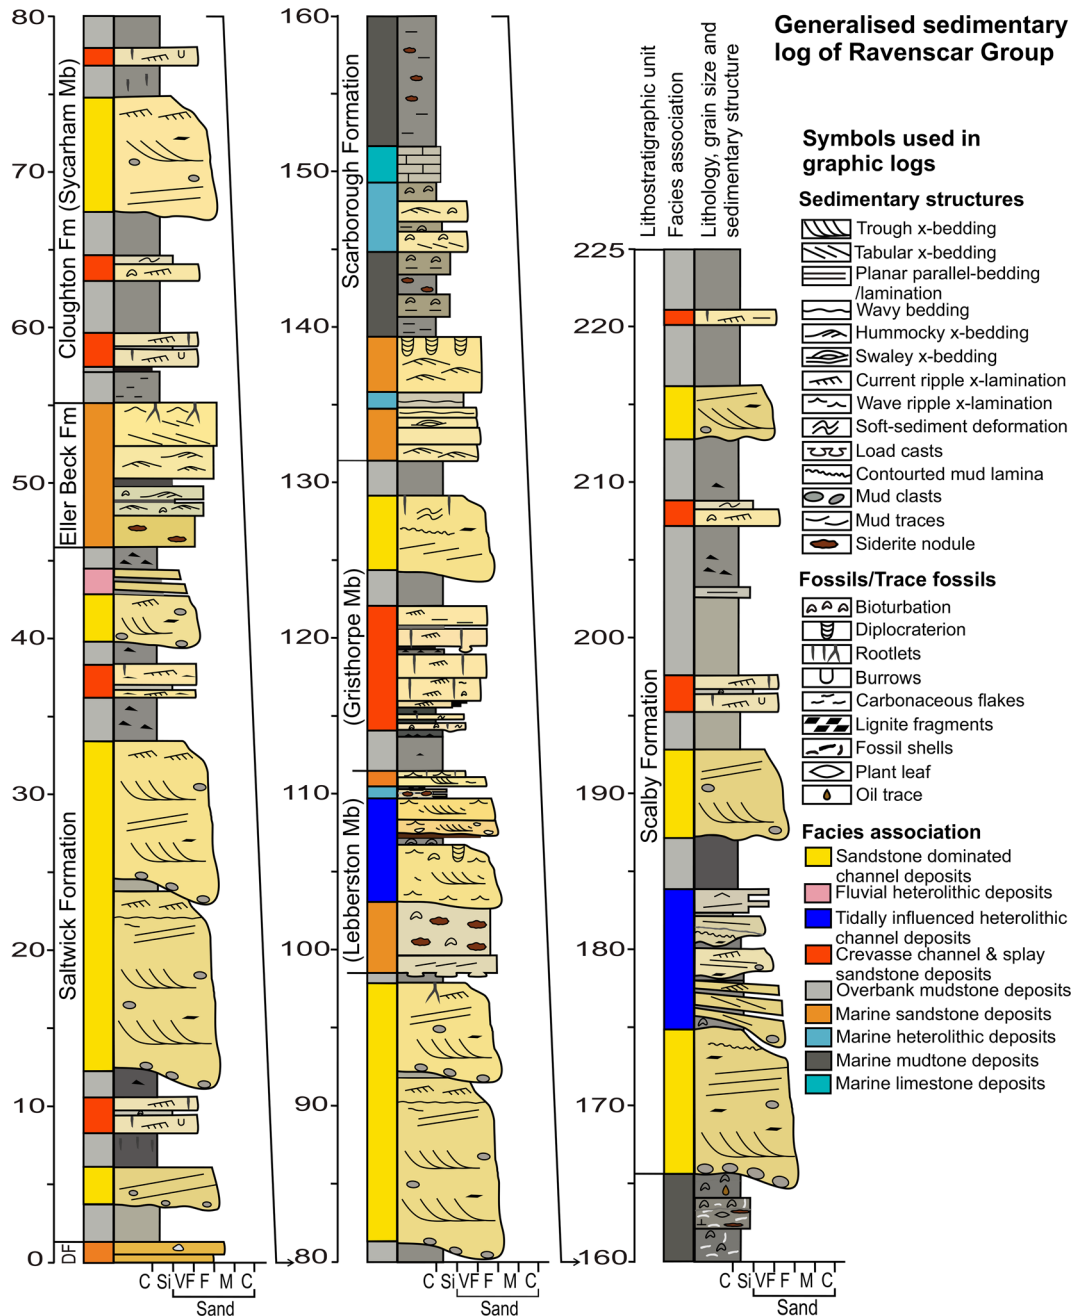 Generalised sedimentary
log of Ravenscar Group
80
70
60
50
40
30
20
10
0
Cloughton Fm (Sycarham Mb)
Eller Beck Fm
Saltwick Formation
DF
C Si VF F M C
Sand
160
150
140
130
120
110
100
90
80
Scarborough Formation
(Gristhorpe Mb)
(Lebberston Mb)
C Si VF F M C
Sand
Lithostratigraphic unit
Facies association
Lithology, grain size and
sedimentary structure
225
220
210
200
190
180
170
160
Scalby Formation
C Si VF F M C
Sand
Symbols used in
graphic logs
Sedimentary structures
Trough x-bedding
Tabular x-bedding
Planar parallel-bedding
/lamination
Wavy bedding
Hummocky x-bedding
Swaley x-bedding
Current ripple x-lamination
Wave ripple x-lamination
Soft-sediment deformation
Load casts
Contourted mud lamina
Mud clasts
Mud traces
Siderite nodule
Fossils/Trace fossils
Bioturbation
Diplocraterion
Rootlets
Burrows
Carbonaceous flakes
Lignite fragments
Fossil shells
Plant leaf
Oil trace
Facies association
Sandstone dominated
channel deposits
Fluvial heterolithic deposits
Tidally influenced heterolithic
channel deposits
Crevasse channel & splay
sandstone deposits
Overbank mudstone deposits
Marine sandstone deposits
Marine heterolithic deposits
Marine mudtone deposits
Marine limestone deposits